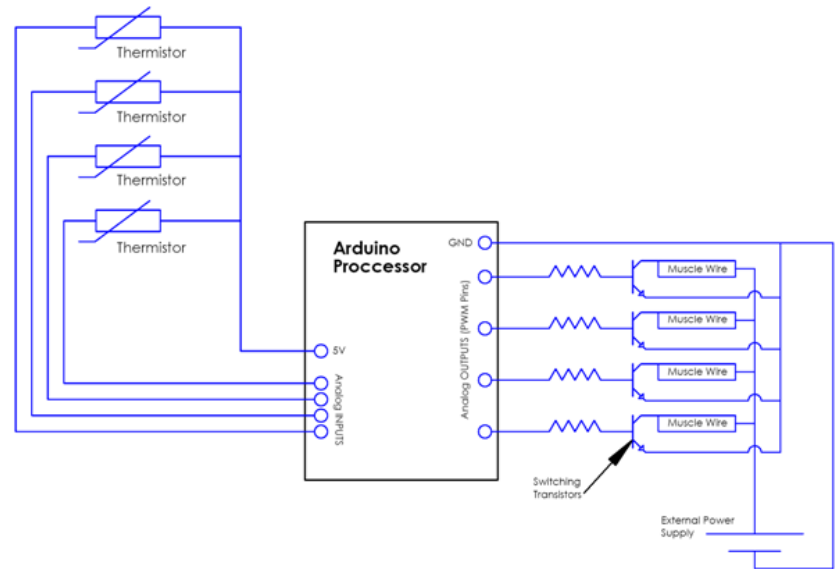 Thermistor
Thermistor
Thermistor
Thermistor
Arduino
Proccessor
GND
5V
Analog INPUTS
Analog OUTPUTS (PWM Pins)
Muscle Wire
Muscle Wire
Muscle Wire
Muscle Wire
Switching
Transistors
External Power
Supply